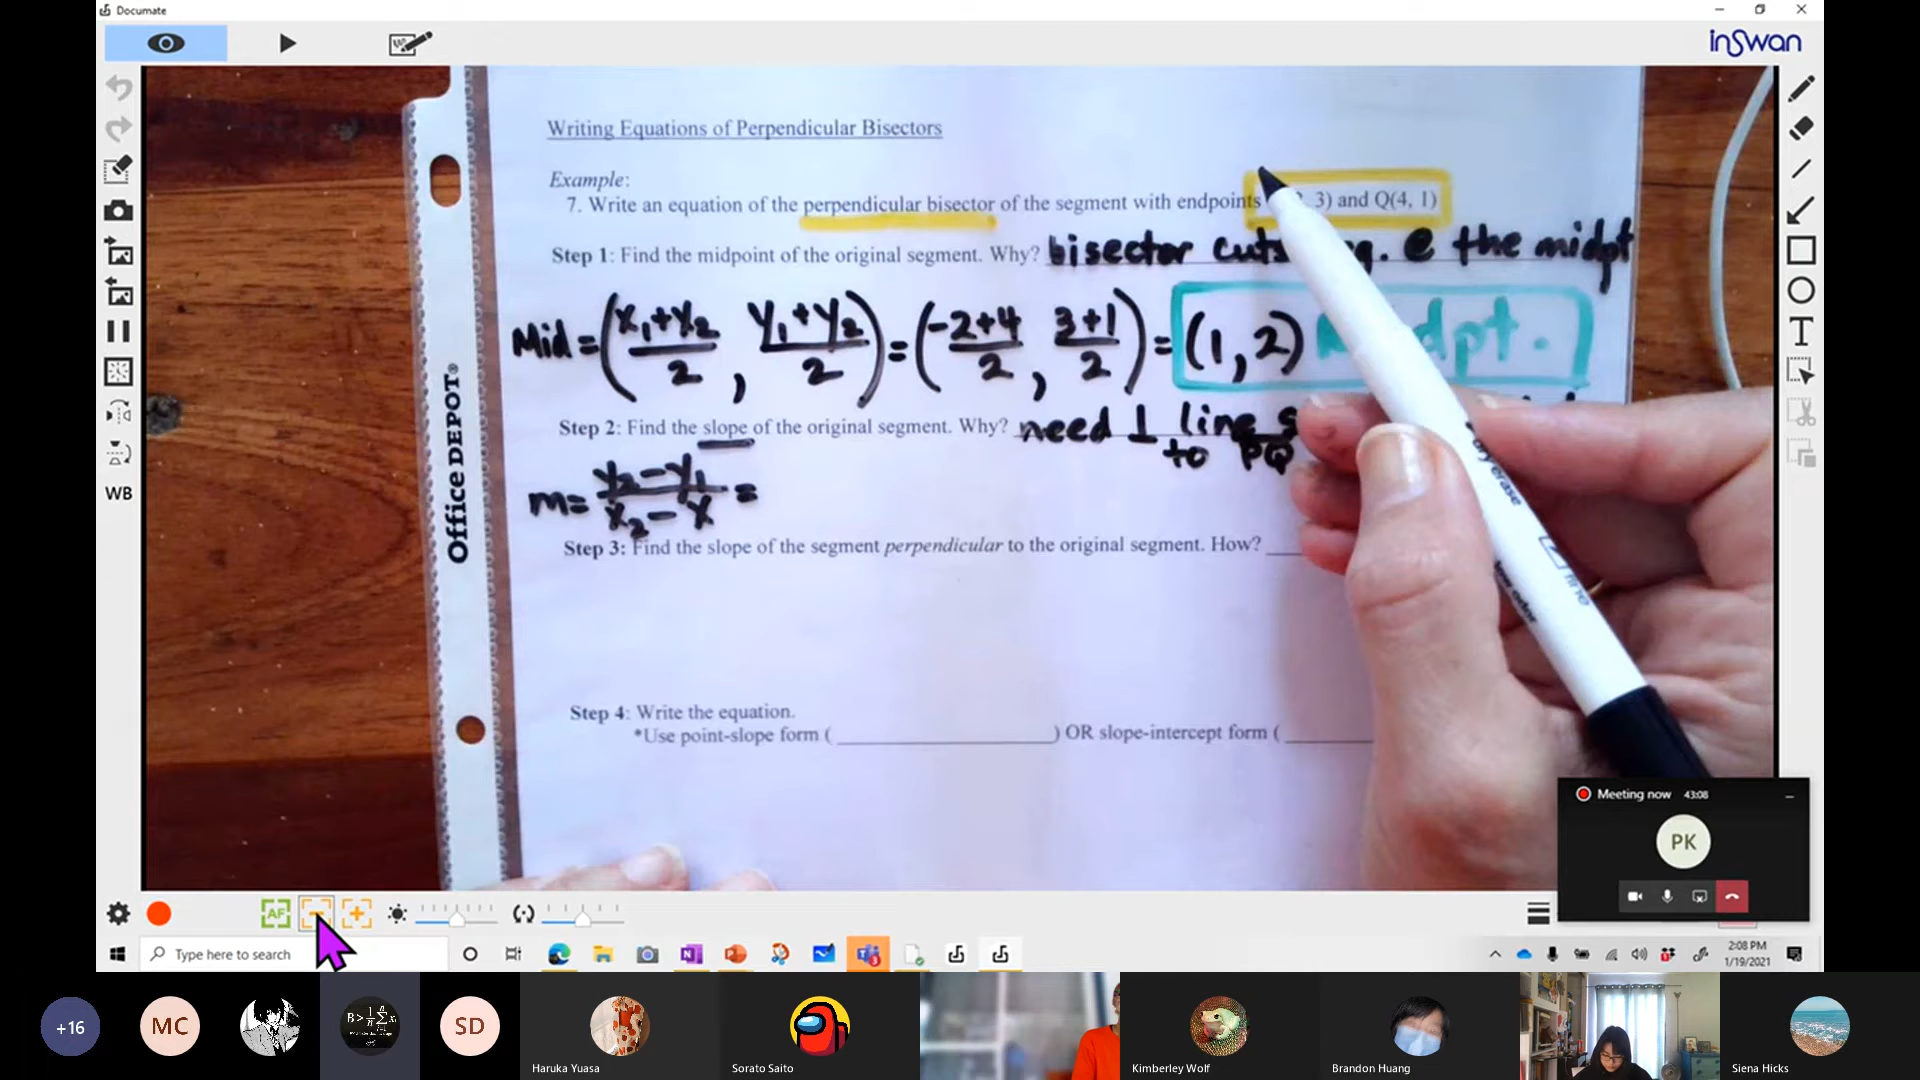 Documate
inSwan
Writing Equations of Perpendicular Bisectors
Example:
7. Write an equation of the perpendicular bisector of the segment with endpoints 3) and Q(4, 1)
Step 1: Find the midpoint of the original segment. Why? bisector cuts g. @ the midpt
Mid = (x₁+x₂/2, y₁+y₂/2) = (-2+4/2, 3+1/2) = (1, 2) dpt.
Step 2: Find the slope of the original segment. Why? need ⊥ line
to PQ
m = y₂-y₁/x₂-x =
Step 3: Find the slope of the segment perpendicular to the original segment. How?
Step 4: Write the equation.
*Use point-slope form ( ____ ) OR slope-intercept form ( ____
Office DEPOT®
dry erase
fino
WB
T
AF
Meeting now 43:08
PK
Type here to search
2:08 PM
1/19/2021
+16
MC
SD
Haruka Yuasa
Sorato Saito
Kimberley Wolf
Brandon Huang
Siena Hicks